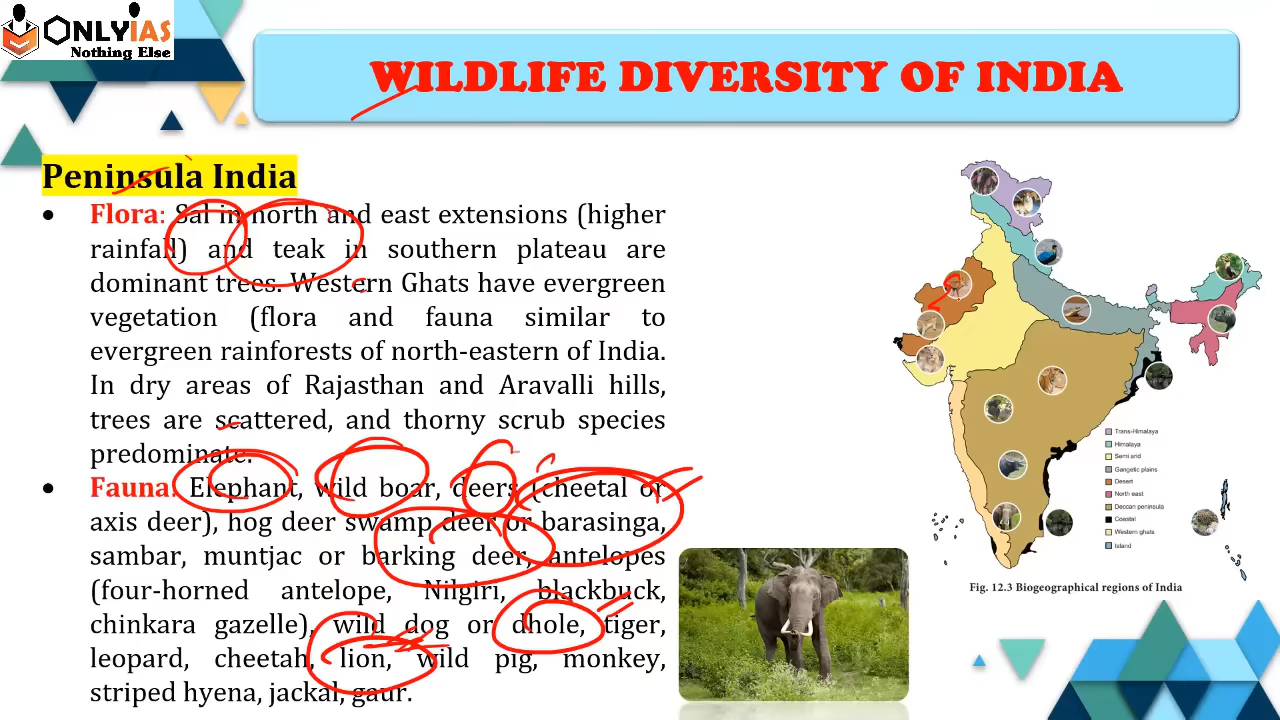 ONLYIAS
Nothing Else
WILDLIFE DIVERSITY OF INDIA
Peninsula India
• Flora: Sal in north and east extensions (higher
rainfall) and teak in southern plateau are
dominant trees. Western Ghats have evergreen
vegetation (flora and fauna similar to
evergreen rainforests of north-eastern of India.
In dry areas of Rajasthan and Aravalli hills,
trees are scattered, and thorny scrub species
predominate.
• Fauna: Elephant, wild boar, deers (cheetal or
axis deer), hog deer swamp deer or barasinga,
sambar, muntjac or barking deer, antelopes
(four-horned antelope, Nilgiri, blackbuck,
chinkara gazelle), wild dog or dhole, tiger,
leopard, cheetah, lion, wild pig, monkey,
striped hyena, jackal, gaur.
Trans-Himalaya
Himalaya
Semi arid
Gangetic plains
Desert
North east
Deccan peninsula
Coastal
Western ghats
Island
Fig. 12.3 Biogeographical regions of India